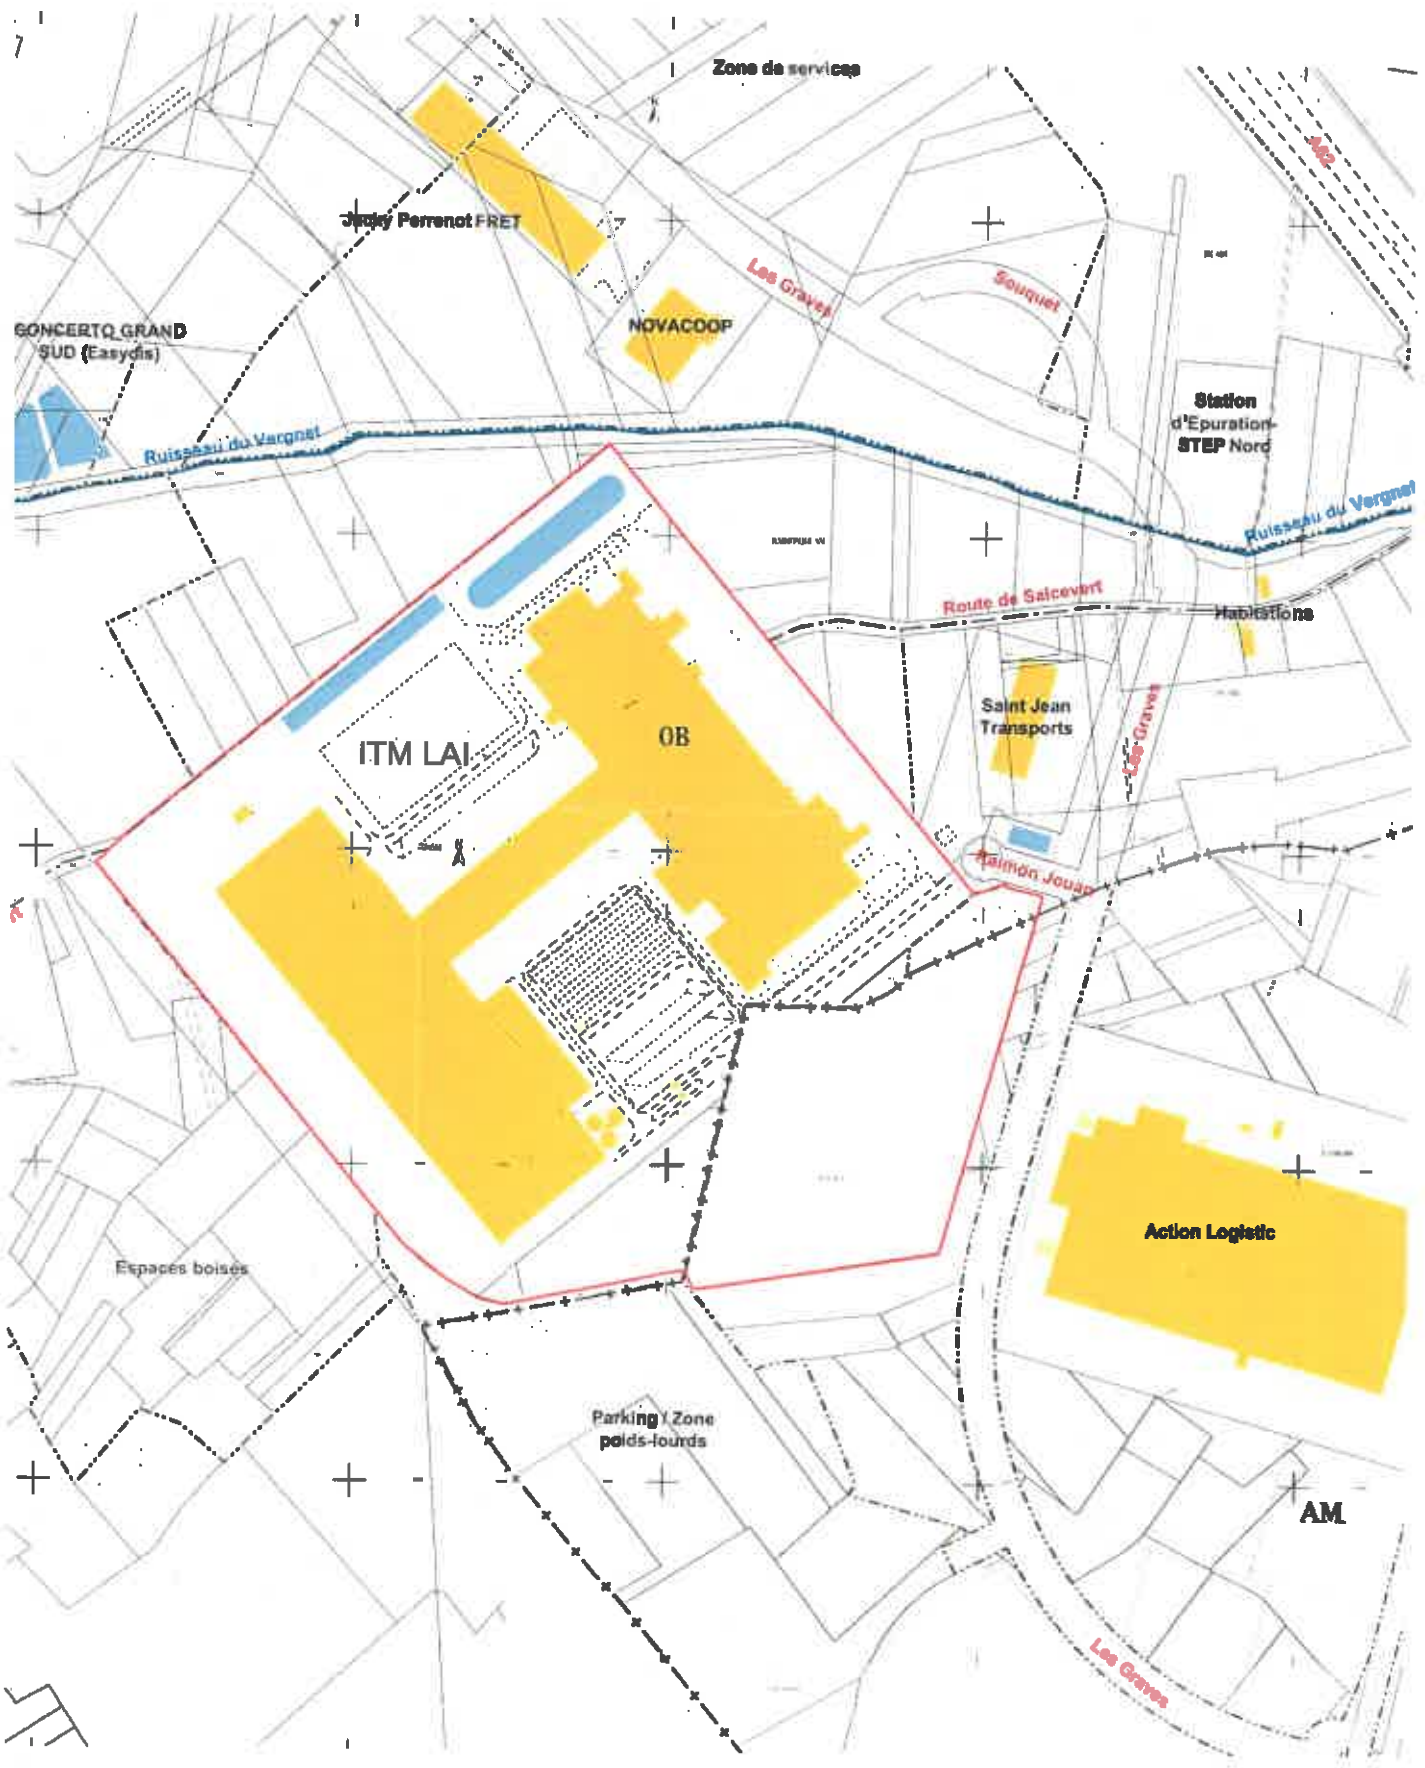 Zone de services
A62
Jacky Perrenot FRET
Les Graves
Souquet
NOVACOOP
CONCERTO GRAND
SUD (Easydis)
Station
d'Epuration-
STEP Nord
Ruisseau du Vergnet
Ruisseau du Vergnet
Route de Salcevert
Habitations
Saint Jean
Transports
Les Graves
0B
ITM LAI
Raimon Jouan
Action Logistic
Espaces boisés
Parking / Zone
poids-lourds
AM
Les Graves